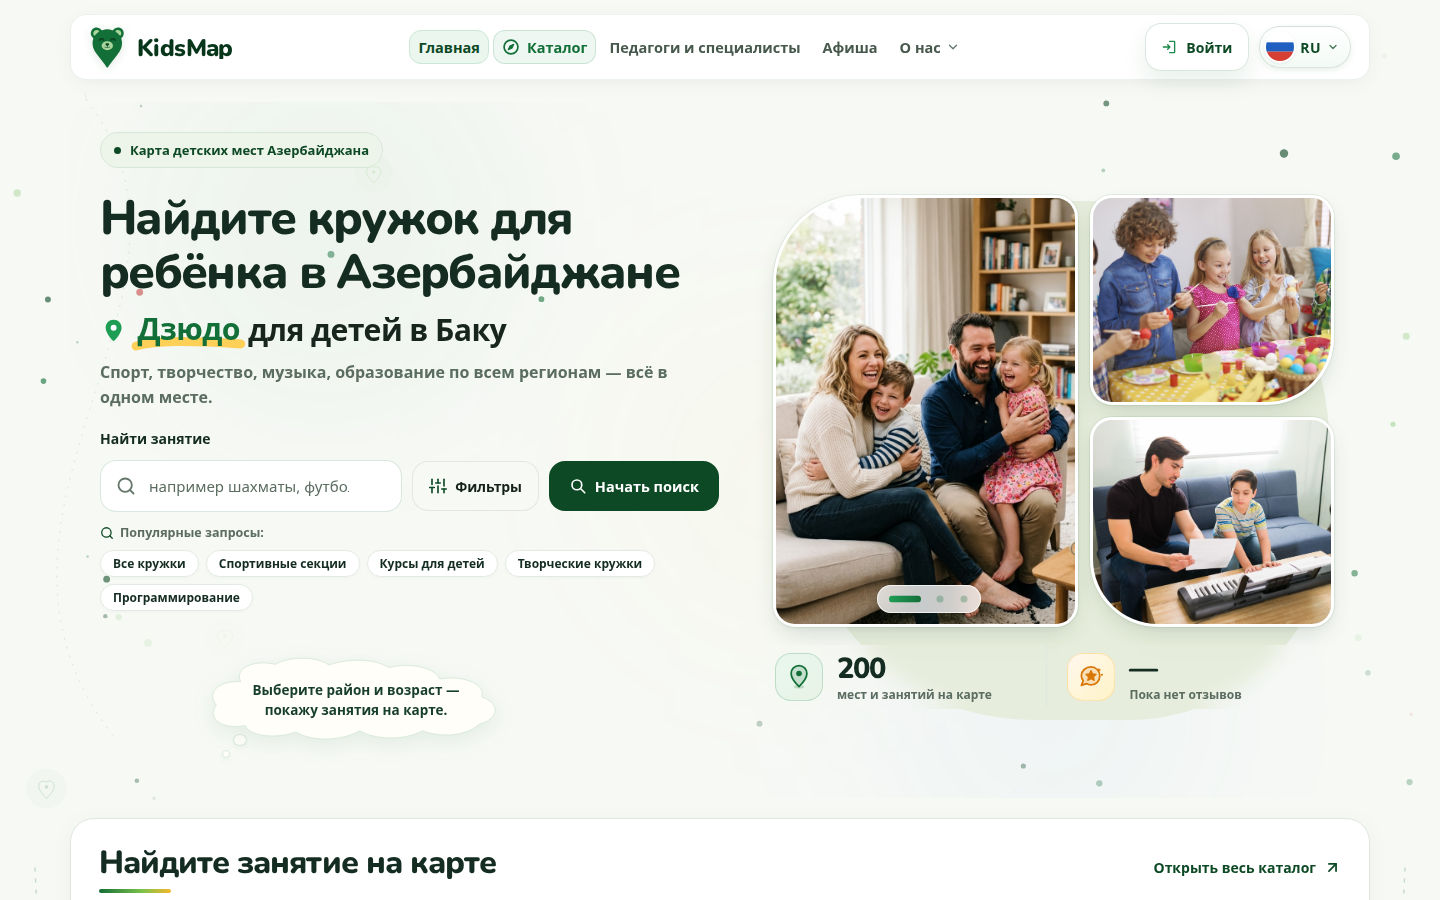 KidsMap
Главная
Каталог
Педагоги и специалисты
Афиша
О нас
Войти
RU
Карта детских мест Азербайджана
Найдите кружок для
ребёнка в Азербайджане
Дзюдо для детей в Баку
Спорт, творчество, музыка, образование по всем регионам — всё в
одном месте.
Найти занятие
например шахматы, футбо
Фильтры
Начать поиск
Популярные запросы:
Все кружки
Спортивные секции
Курсы для детей
Творческие кружки
Программирование
Выберите район и возраст —
покажу занятия на карте.
200
мест и занятий на карте
—
Пока нет отзывов
Найдите занятие на карте
Открыть весь каталог